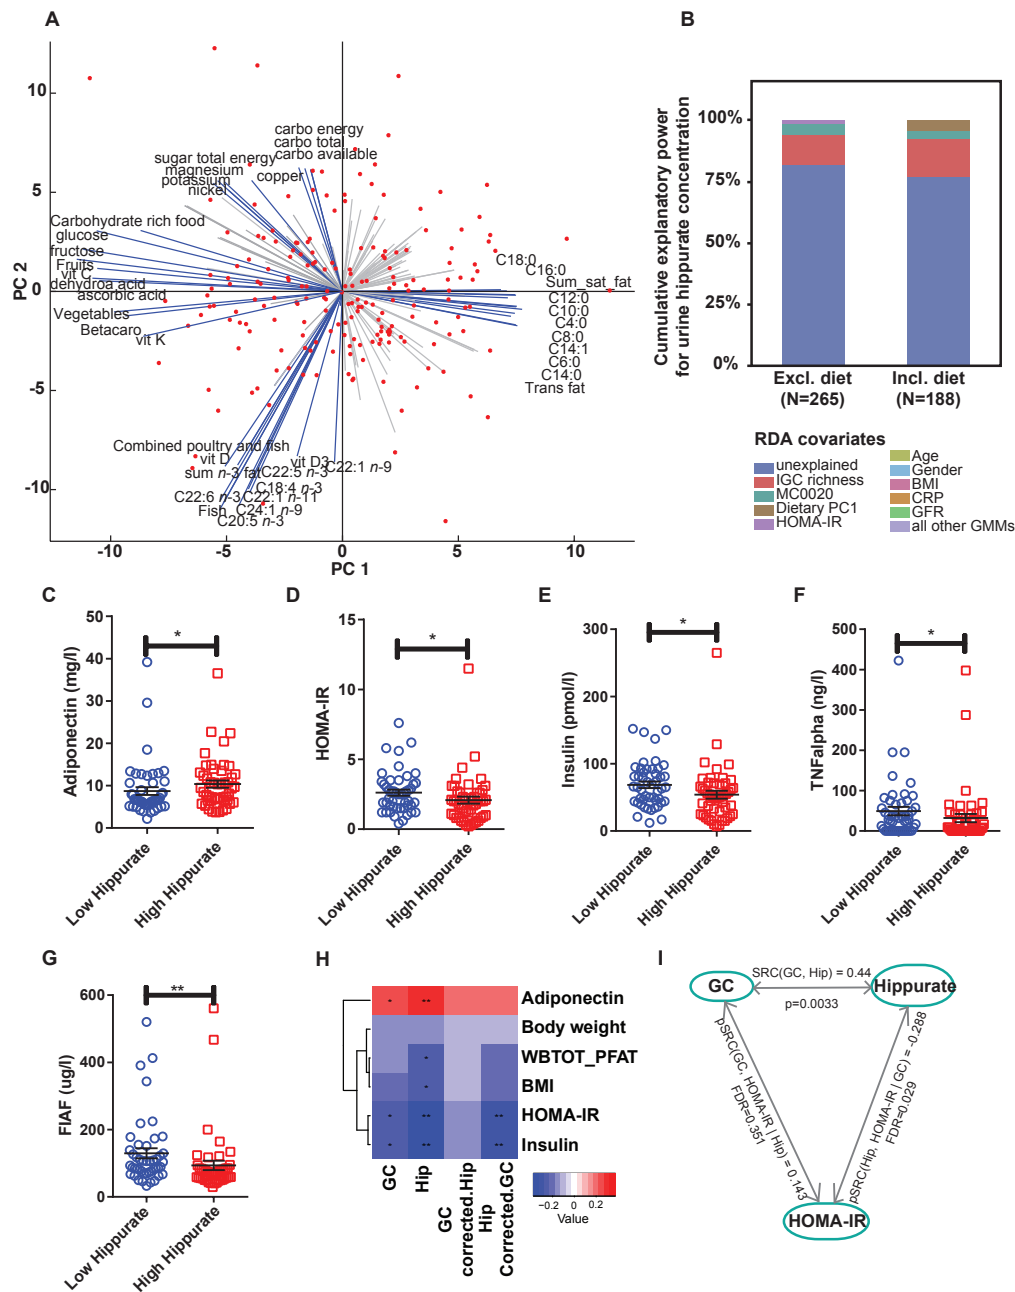 A
10
5
0
-5
-10
PC 2
-10
-5
0
5
10
PC 1
carbo energy
carbo total
carbo available
sugar total energy
magnesium
copper
potassium
nickel
Carbohydrate rich food
glucose
fructose
Fruits
vit C
dehydroa acid
ascorbic acid
Vegetables
Betacaro
vit K
C18:0
C16:0
Sum_sat_fat
C12:0
C10:0
C4:0
C8:0
C14:1
C6:0
C14:0
Trans fat
Combined poultry and fish
vit D
vit D3
C22:1 n-9
sum n-3 fat
C22:5 n-3
C18:4 n-3
C22:6 n-3
C22:1 n-11
Fish
C24:1 n-9
C20:5 n-3
B
Cumulative explanatory power
for urine hippurate concentration
100%
75%
50%
25%
0%
Excl. diet
(N=265)
Incl. diet
(N=188)
RDA covariates
unexplained
IGC richness
MC0020
Dietary PC1
HOMA-IR
Age
Gender
BMI
CRP
GFR
all other GMMs
C
Adiponectin (mg/l)
50
40
30
20
10
0
*
Low Hippurate
High Hippurate
D
HOMA-IR
15
10
5
0
*
Low Hippurate
High Hippurate
E
Insulin (pmol/l)
300
200
100
0
*
Low Hippurate
High Hippurate
F
TNFalpha (ng/l)
500
400
300
200
100
0
*
Low Hippurate
High Hippurate
G
FIAF (ug/l)
600
400
200
0
**
Low Hippurate
High Hippurate
H
* ** Adiponectin
Body weight
* WBTOT_PFAT
* BMI
* ** ** HOMA-IR
* ** ** Insulin
GC
Hip
GC
corrected.Hip
Hip
Corrected.GC
−0.2 0 0.2
Value
I
GC
SRC(GC, Hip) = 0.44
p=0.0033
Hippurate
pSRC(GC, HOMA-IR | Hip) = 0.143
FDR=0.351
pSRC(Hip, HOMA-IR | GC) = -0.288
FDR=0.029
HOMA-IR